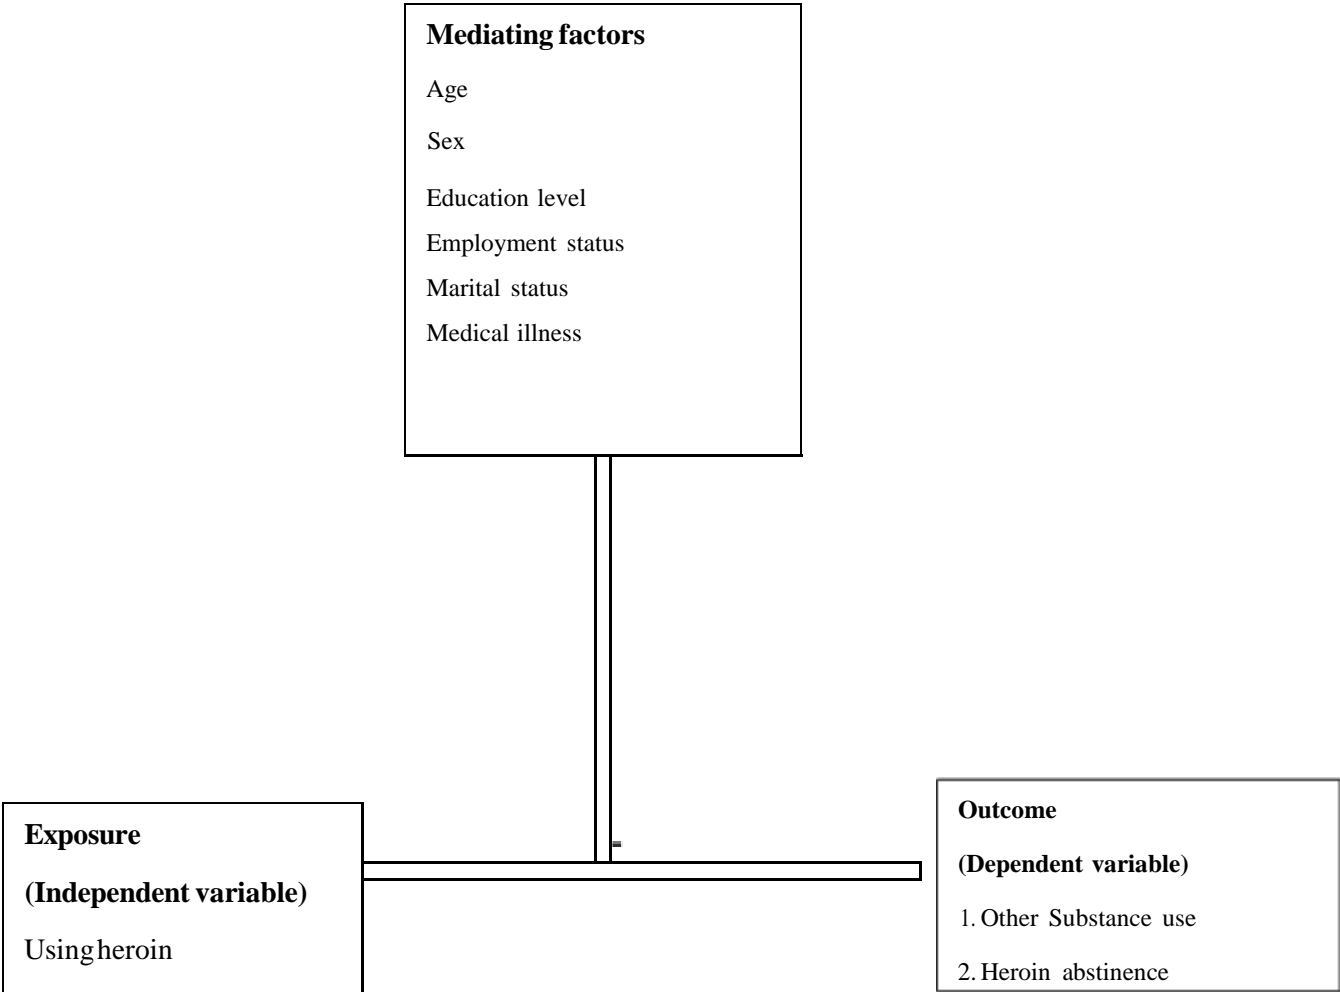 Mediating factors
Age
Sex
Education level
Employment status
Marital status
Medical illness
Exposure
(Independent variable)
Using heroin
Outcome
(Dependent variable)
1. Other Substance use
2. Heroin abstinence